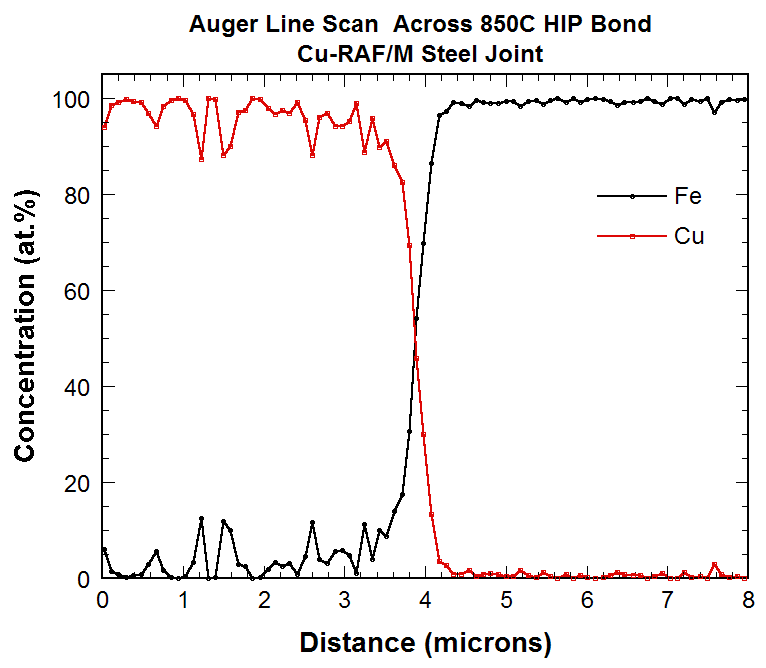 Auger Line Scan  Across 850C HIP Bond
Cu-RAF/M Steel Joint
100
80
60
40
20
0
Concentration (at.%)
Fe
Cu
0 1 2 3 4 5 6 7 8
Distance (microns)